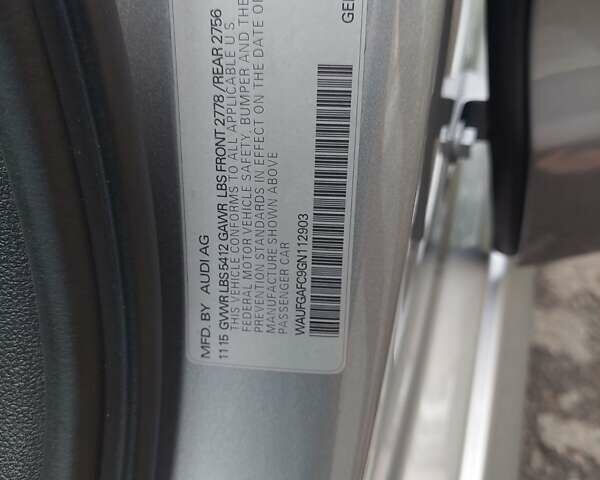 MFD. BY AUDI AG
11 15 GVWR LBS 5412 GAWR LBS FRONT 2778 / REAR 2756
THIS VEHICLE CONFORMS TO ALL APPLICABLE U S
FEDERAL MOTOR VEHICLE SAFETY, BUMPER AND THE
PREVENTION STANDARDS IN EFFECT ON THE DATE OF
MANUFACTURE SHOWN ABOVE
PASSENGER CAR
WAUFGAFC9GN112903